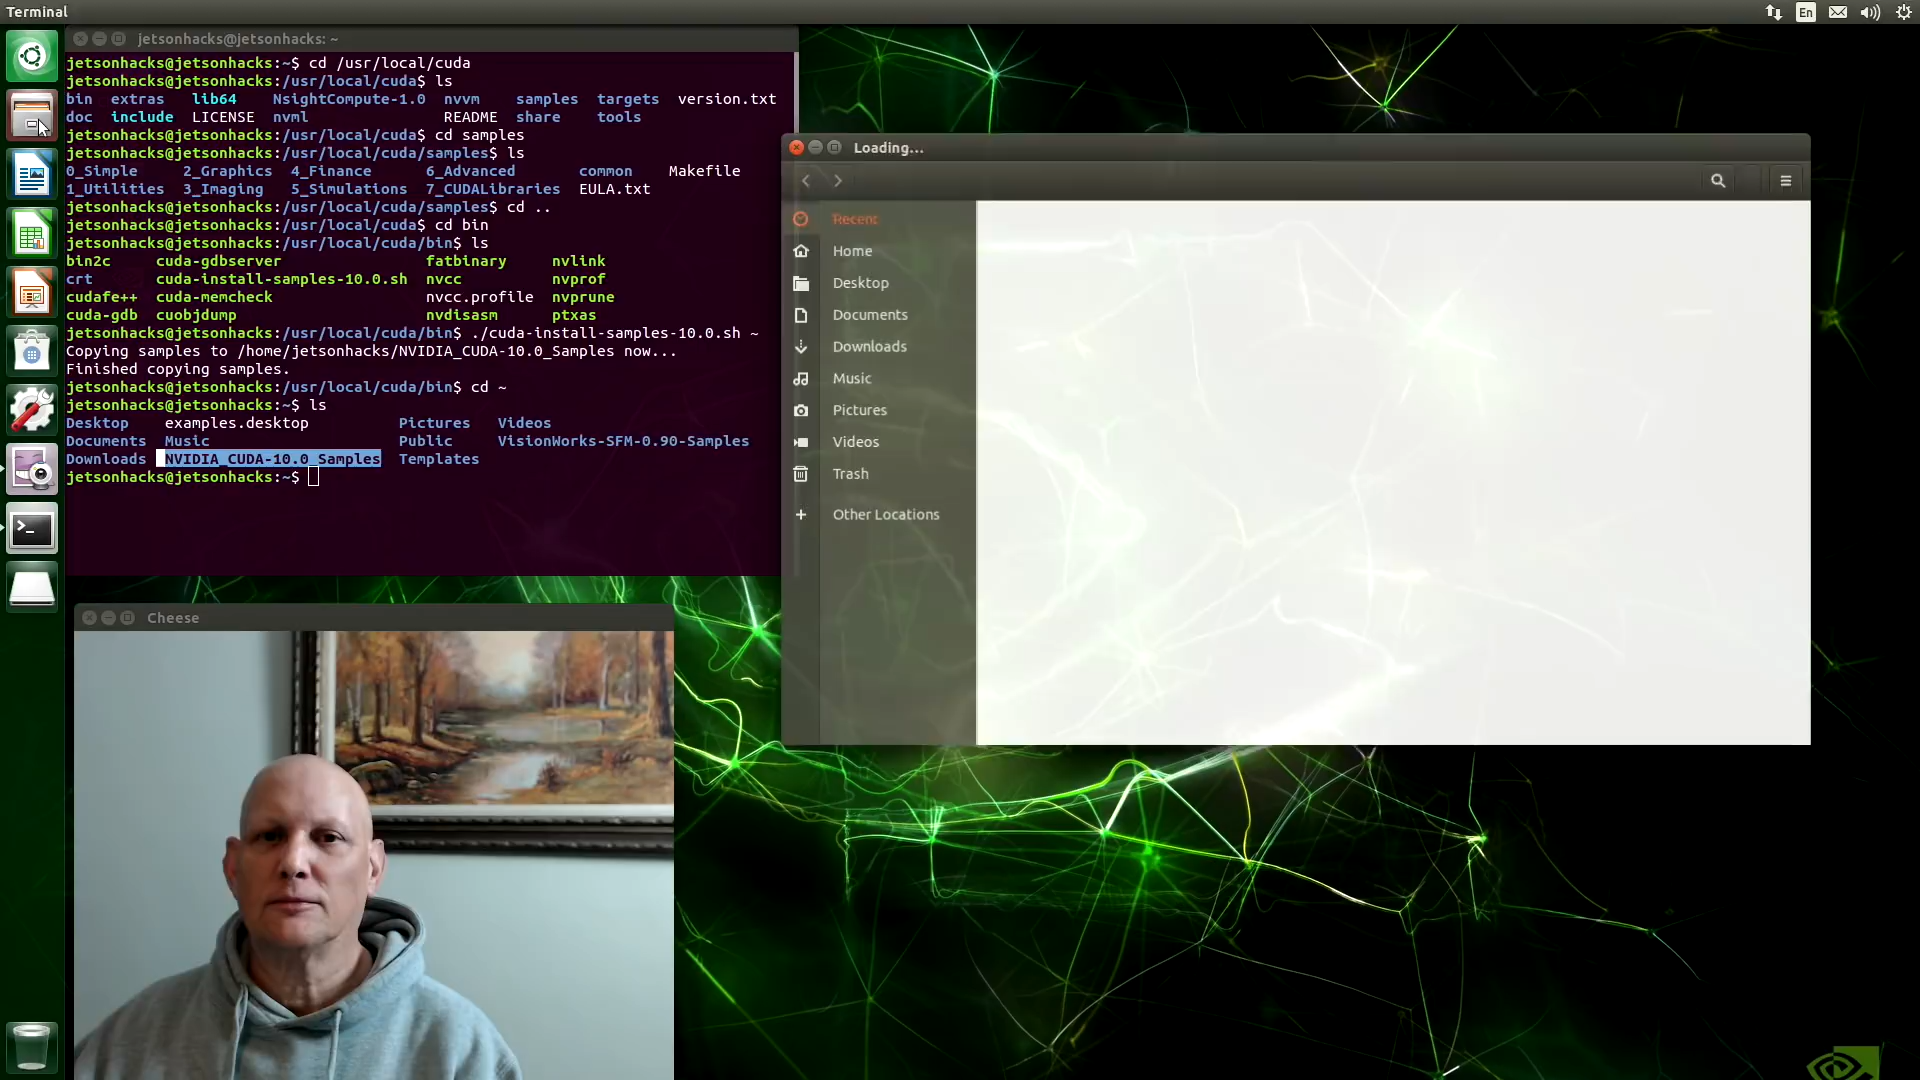 Terminal
En
jetsonhacks@jetsonhacks: ~
jetsonhacks@jetsonhacks:~$ cd /usr/local/cuda
jetsonhacks@jetsonhacks:/usr/local/cuda$ ls
bin extras lib64 NsightCompute-1.0 nvvm samples targets version.txt
doc include LICENSE nvml README share tools
jetsonhacks@jetsonhacks:/usr/local/cuda$ cd samples
jetsonhacks@jetsonhacks:/usr/local/cuda/samples$ ls
0_Simple 2_Graphics 4_Finance 6_Advanced common Makefile
1_Utilities 3_Imaging 5_Simulations 7_CUDALibraries EULA.txt
jetsonhacks@jetsonhacks:/usr/local/cuda/samples$ cd ..
jetsonhacks@jetsonhacks:/usr/local/cuda$ cd bin
jetsonhacks@jetsonhacks:/usr/local/cuda/bin$ ls
bin2c cuda-gdbserver fatbinary nvlink
crt cuda-install-samples-10.0.sh nvcc nvprof
cudafe++ cuda-memcheck nvcc.profile nvprune
cuda-gdb cuobjdump nvdisasm ptxas
jetsonhacks@jetsonhacks:/usr/local/cuda/bin$ ./cuda-install-samples-10.0.sh ~
Copying samples to /home/jetsonhacks/NVIDIA_CUDA-10.0_Samples now...
Finished copying samples.
jetsonhacks@jetsonhacks:/usr/local/cuda/bin$ cd ~
jetsonhacks@jetsonhacks:~$ ls
Desktop examples.desktop Pictures Videos
Documents Music Public VisionWorks-SFM-0.90-Samples
Downloads NVIDIA_CUDA-10.0_Samples Templates
jetsonhacks@jetsonhacks:~$
Loading...
Recent
Home
Desktop
Documents
Downloads
Music
Pictures
Videos
Trash
Other Locations
Cheese